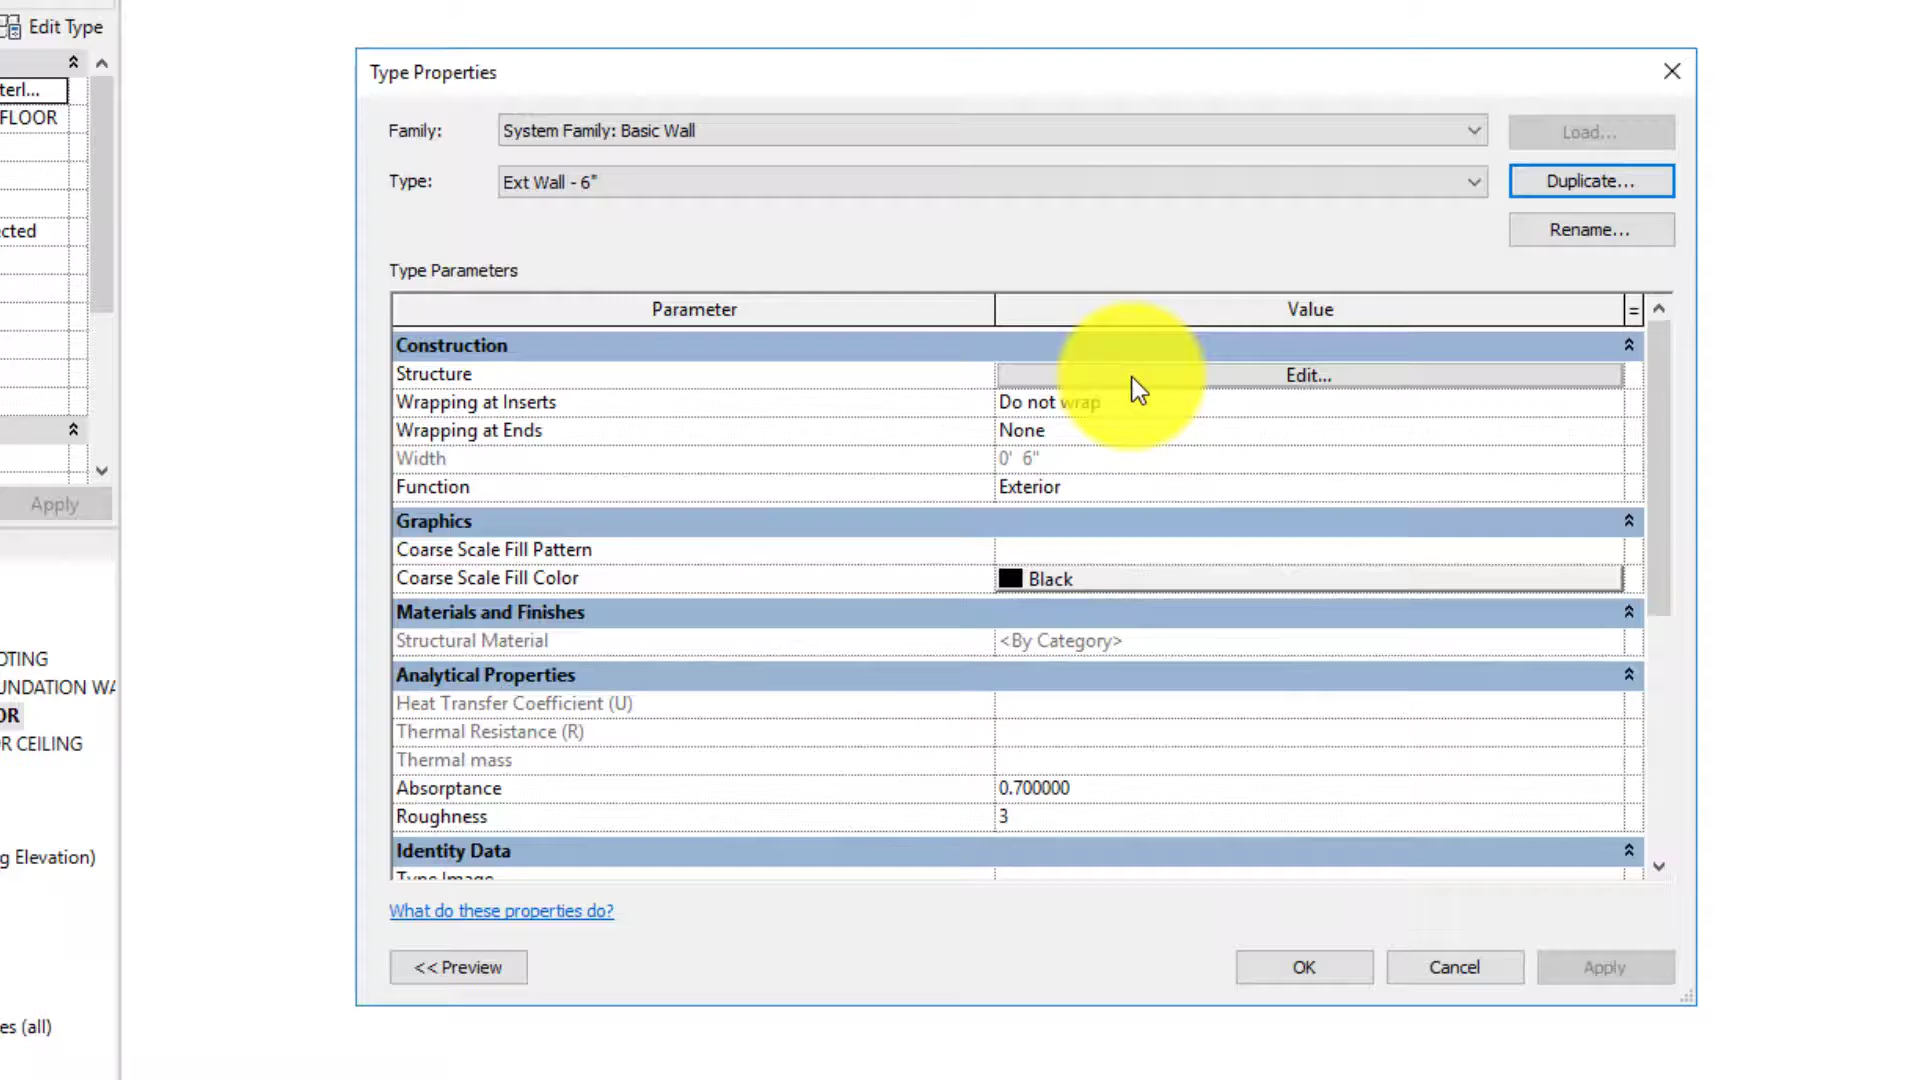 Edit Type
terl...
FLOOR
cted
Apply
OTING
UNDATION WA
OR
R CEILING
g Elevation)
es (all)
Type Properties
Family:
System Family: Basic Wall
Load...
Type:
Ext Wall - 6"
Duplicate...
Rename...
Type Parameters
Parameter Value =
Construction
Structure Edit...
Wrapping at Inserts Do not wrap
Wrapping at Ends None
Width 0' 6"
Function Exterior
Graphics
Coarse Scale Fill Pattern
Coarse Scale Fill Color Black
Materials and Finishes
Structural Material <By Category>
Analytical Properties
Heat Transfer Coefficient (U)
Thermal Resistance (R)
Thermal mass
Absorptance 0.700000
Roughness 3
Identity Data
Type Image
What do these properties do?
<< Preview OK Cancel Apply